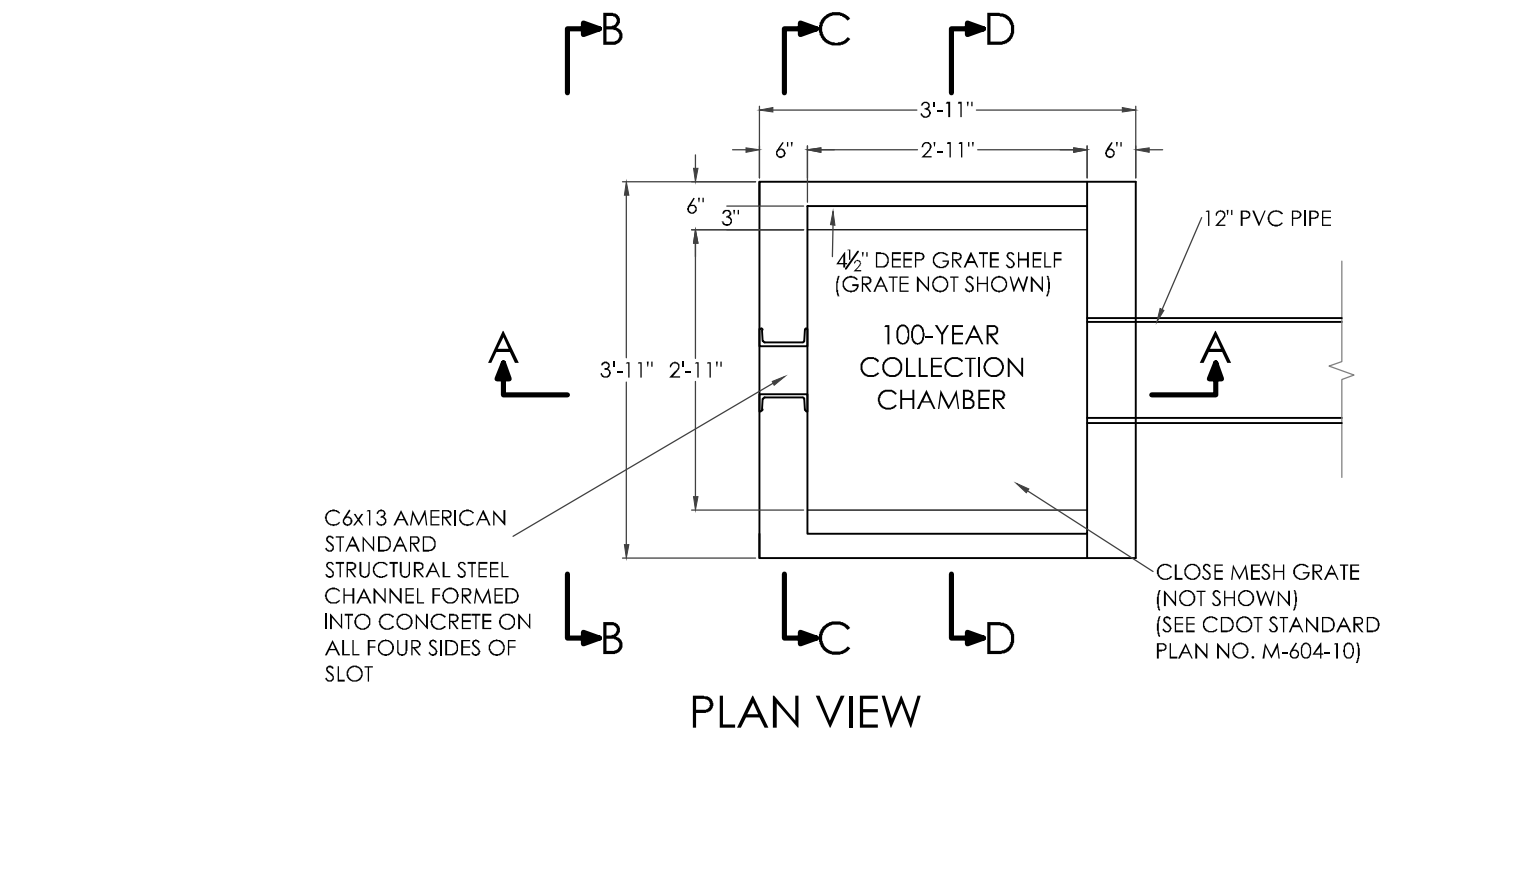 B
C
D
3'-11"
6"
2'-11"
6"
6"
3"
12" PVC PIPE
4½" DEEP GRATE SHELF
(GRATE NOT SHOWN)
100-YEAR
COLLECTION
CHAMBER
A
A
3'-11"
2'-11"
C6x13 AMERICAN
STANDARD
STRUCTURAL STEEL
CHANNEL FORMED
INTO CONCRETE ON
ALL FOUR SIDES OF
SLOT
CLOSE MESH GRATE
(NOT SHOWN)
(SEE CDOT STANDARD
PLAN NO. M-604-10)
B
C
D
PLAN VIEW